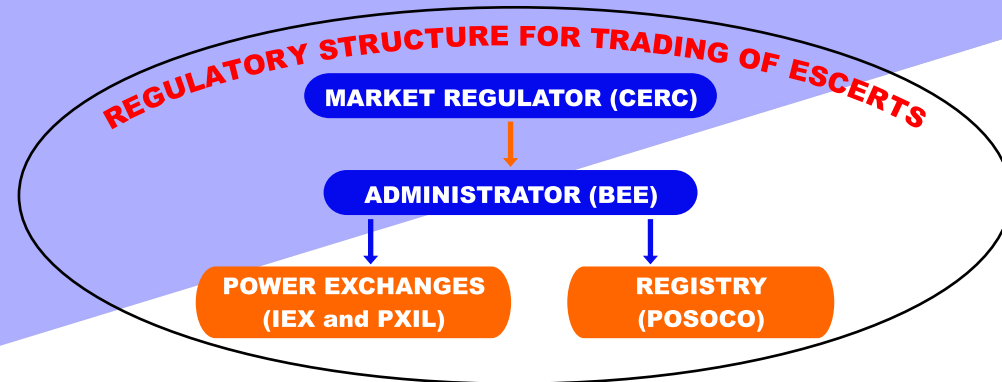 REGULATORY STRUCTURE FOR TRADING OF ESCERTS
MARKET REGULATOR (CERC)
ADMINISTRATOR (BEE)
POWER EXCHANGES
(IEX and PXIL)
REGISTRY
(POSOCO)